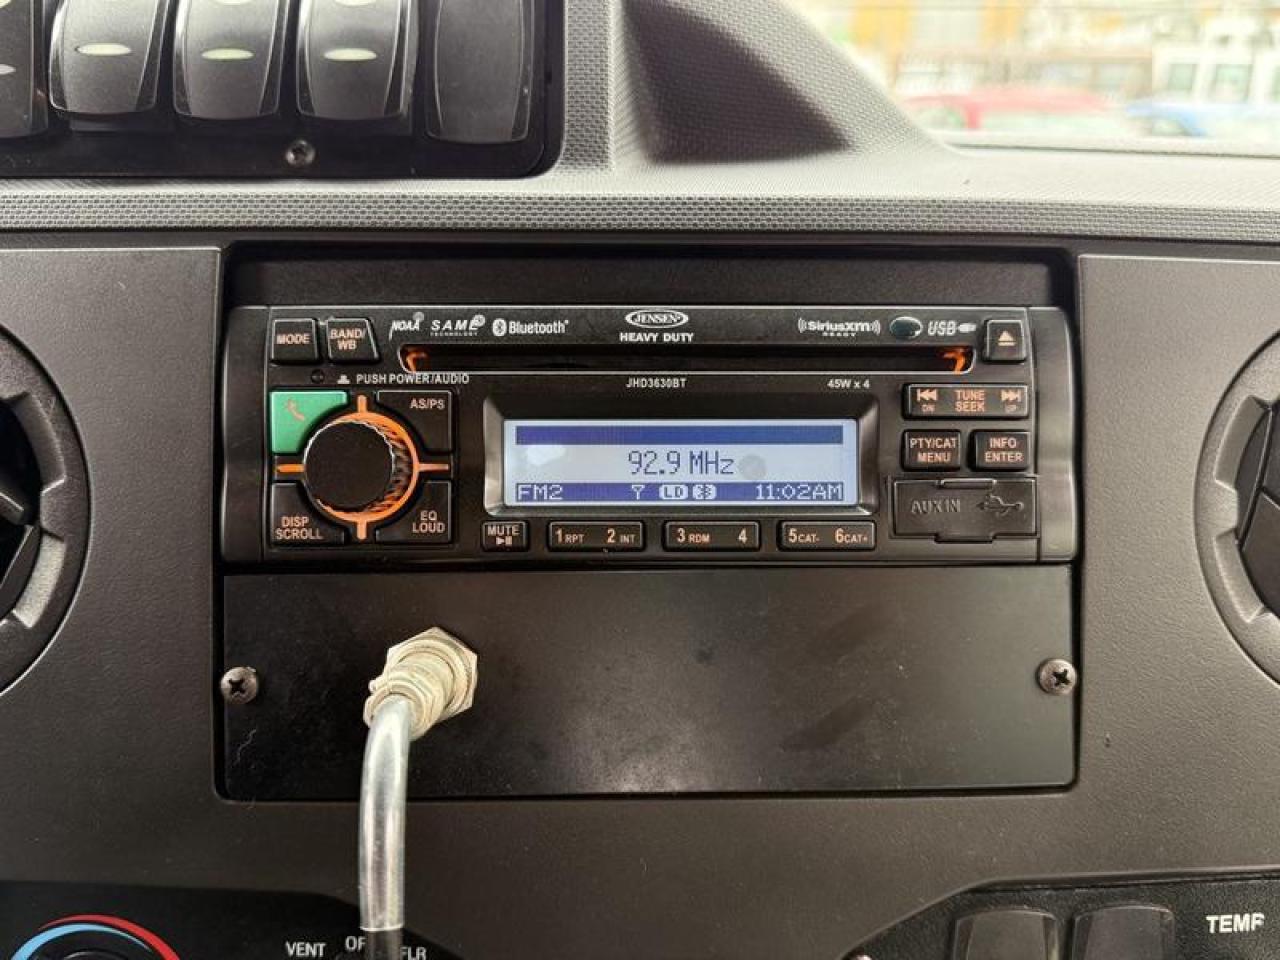 MODE
BAND/
WB
NOAA
S.A.M.E
TECHNOLOGY
Bluetooth®
JENSEN®
HEAVY DUTY
((SiriusXM))
READY
USB
PUSH POWER/AUDIO
JHD3630BT
45W x 4
AS/PS
DISP
SCROLL
EQ
LOUD
DN
TUNE
SEEK
UP
PTY/CAT
MENU
INFO
ENTER
92.9 MHz
FM2
LD
11:02AM
AUX IN
MUTE
1 RPT
2 INT
3 RDM
4
5 CAT-
6 CAT+
VENT
FLR
TEMP